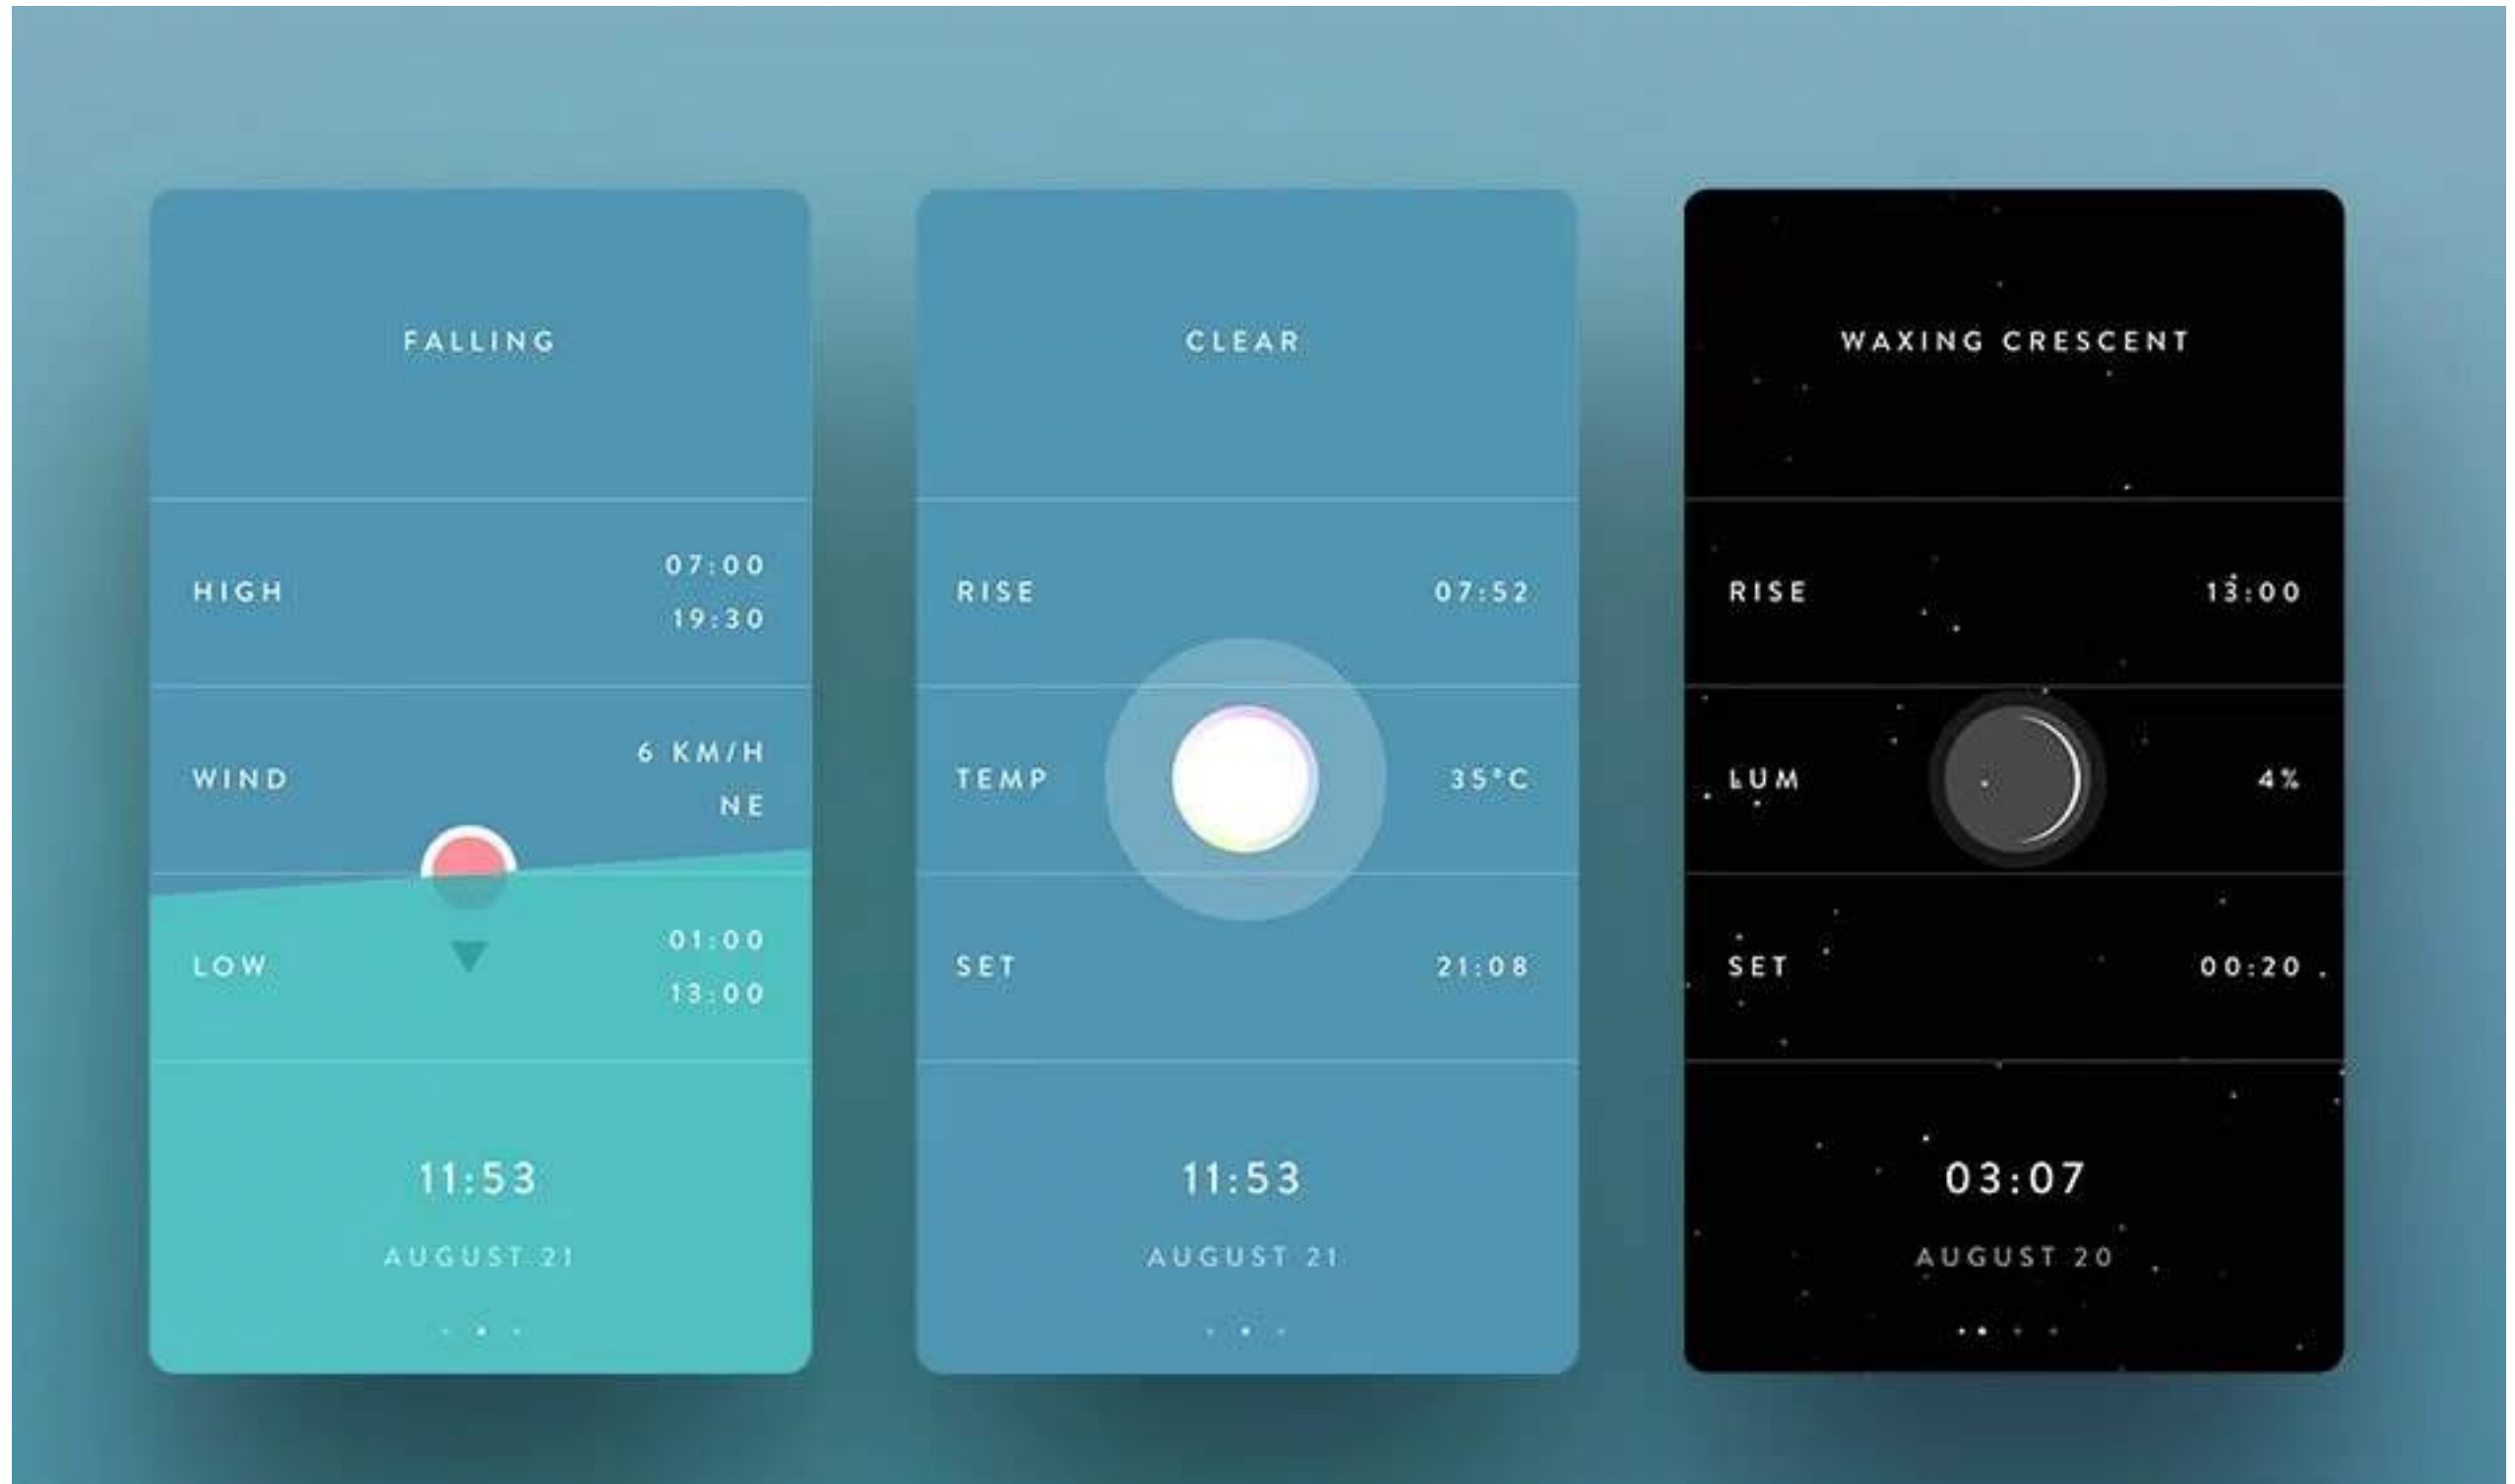 FALLING
HIGH
07:00
19:30
WIND
6 KM/H
NE
LOW
01:00
13:00
11:53
AUGUST 21
CLEAR
RISE
07:52
TEMP
35°C
SET
21:08
11:53
AUGUST 21
WAXING CRESCENT
RISE
13:00
LUM
4%
SET
00:20
03:07
AUGUST 20